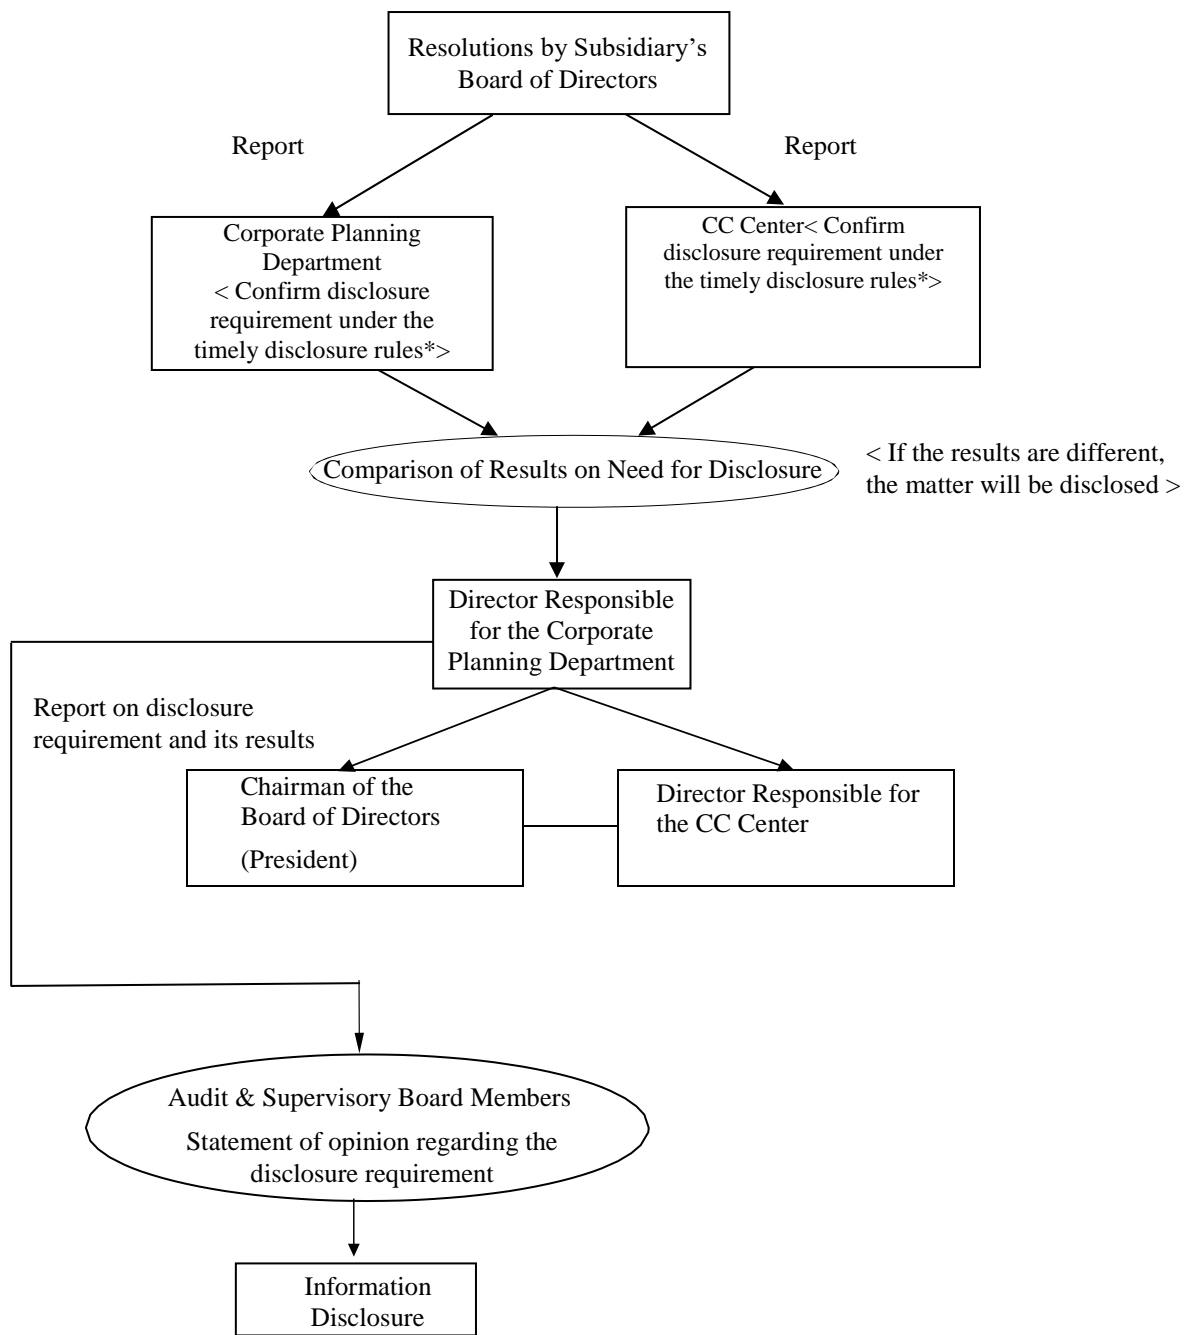 Resolutions by Subsidiary’s
Board of Directors
Report
Report
Corporate Planning
Department
< Confirm disclosure
requirement under the
timely disclosure rules*>
CC Center< Confirm
disclosure requirement under
the timely disclosure rules*>
Comparison of Results on Need for Disclosure
< If the results are different,
the matter will be disclosed >
Director Responsible
for the Corporate
Planning Department
Report on disclosure
requirement and its results
Chairman of the
Board of Directors
(President)
Director Responsible for
the CC Center
Audit & Supervisory Board Members
Statement of opinion regarding the
disclosure requirement
Information
Disclosure